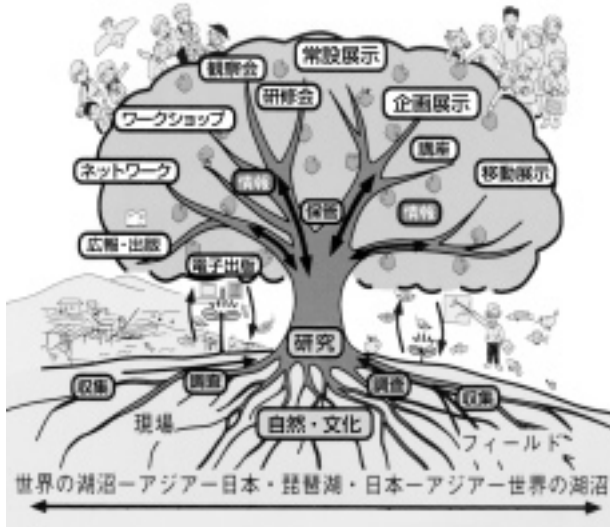 常設展示
観察会
研修会
企画展示
ワークショップ
講座
ネットワーク
移動展示
情報
保管
情報
広報・出版
電子出版
研究
収集
調査
調査
収集
現場
自然・文化
フィールド
世界の湖沼ーアジアー日本・琵琶湖・日本ーアジアー世界の湖沼